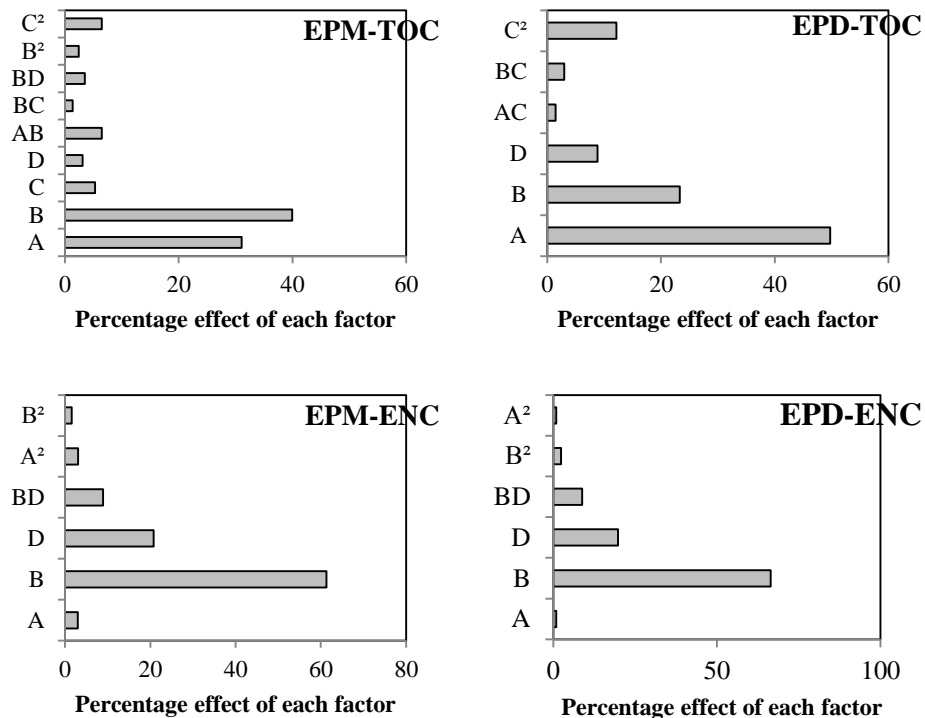 EPM-TOC
C²
B²
BD
BC
AB
D
C
B
A
0 20 40 60
Percentage effect of each factor
EPD-TOC
C²
BC
AC
D
B
A
0 20 40 60
Percentage effect of each factor
EPM-ENC
B²
A²
BD
D
B
A
0 20 40 60 80
Percentage effect of each factor
EPD-ENC
A²
B²
BD
D
B
A
0 50 100
Percentage effect of each factor